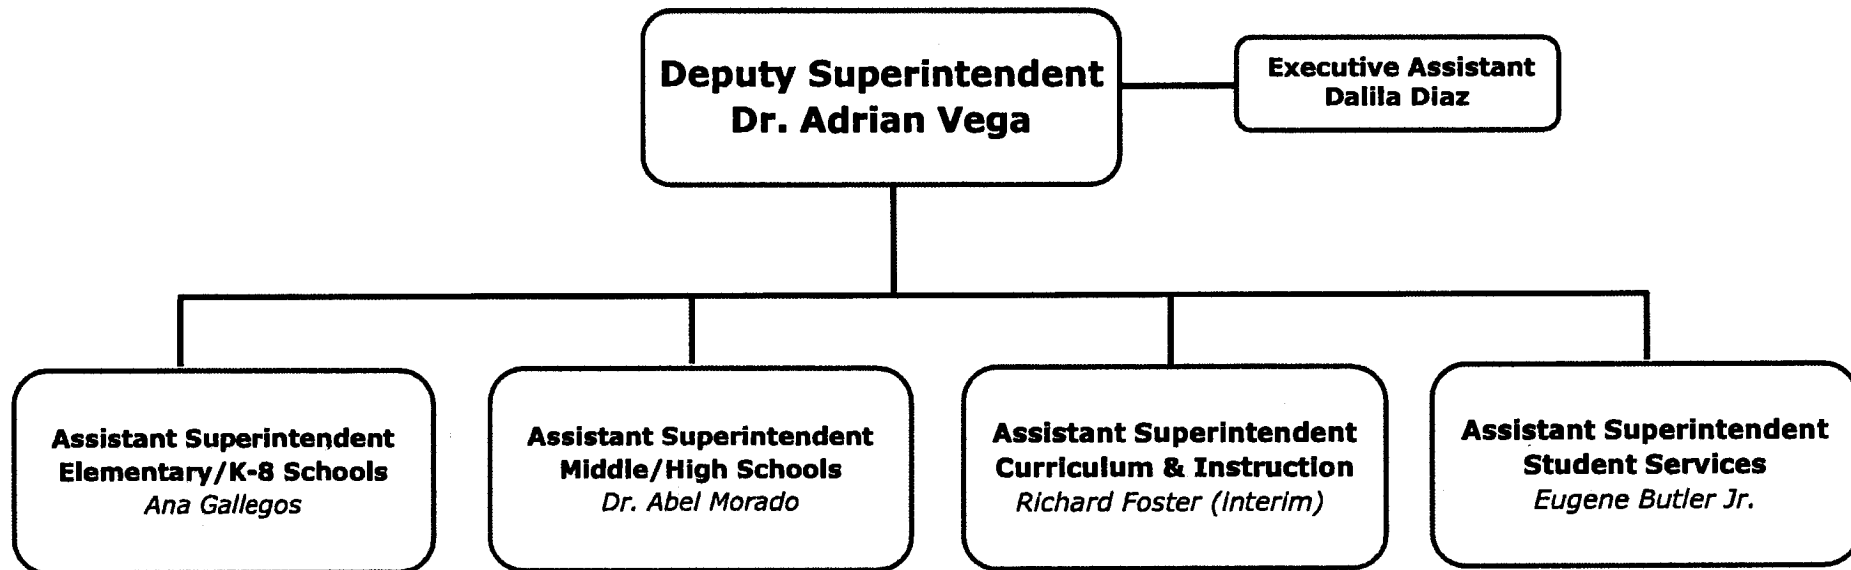 Deputy Superintendent
Dr. Adrian Vega
Executive Assistant
Dalila Diaz
Assistant Superintendent
Elementary/K-8 Schools
Ana Gallegos
Assistant Superintendent
Middle/High Schools
Dr. Abel Morado
Assistant Superintendent
Curriculum & Instruction
Richard Foster (interim)
Assistant Superintendent
Student Services
Eugene Butler Jr.